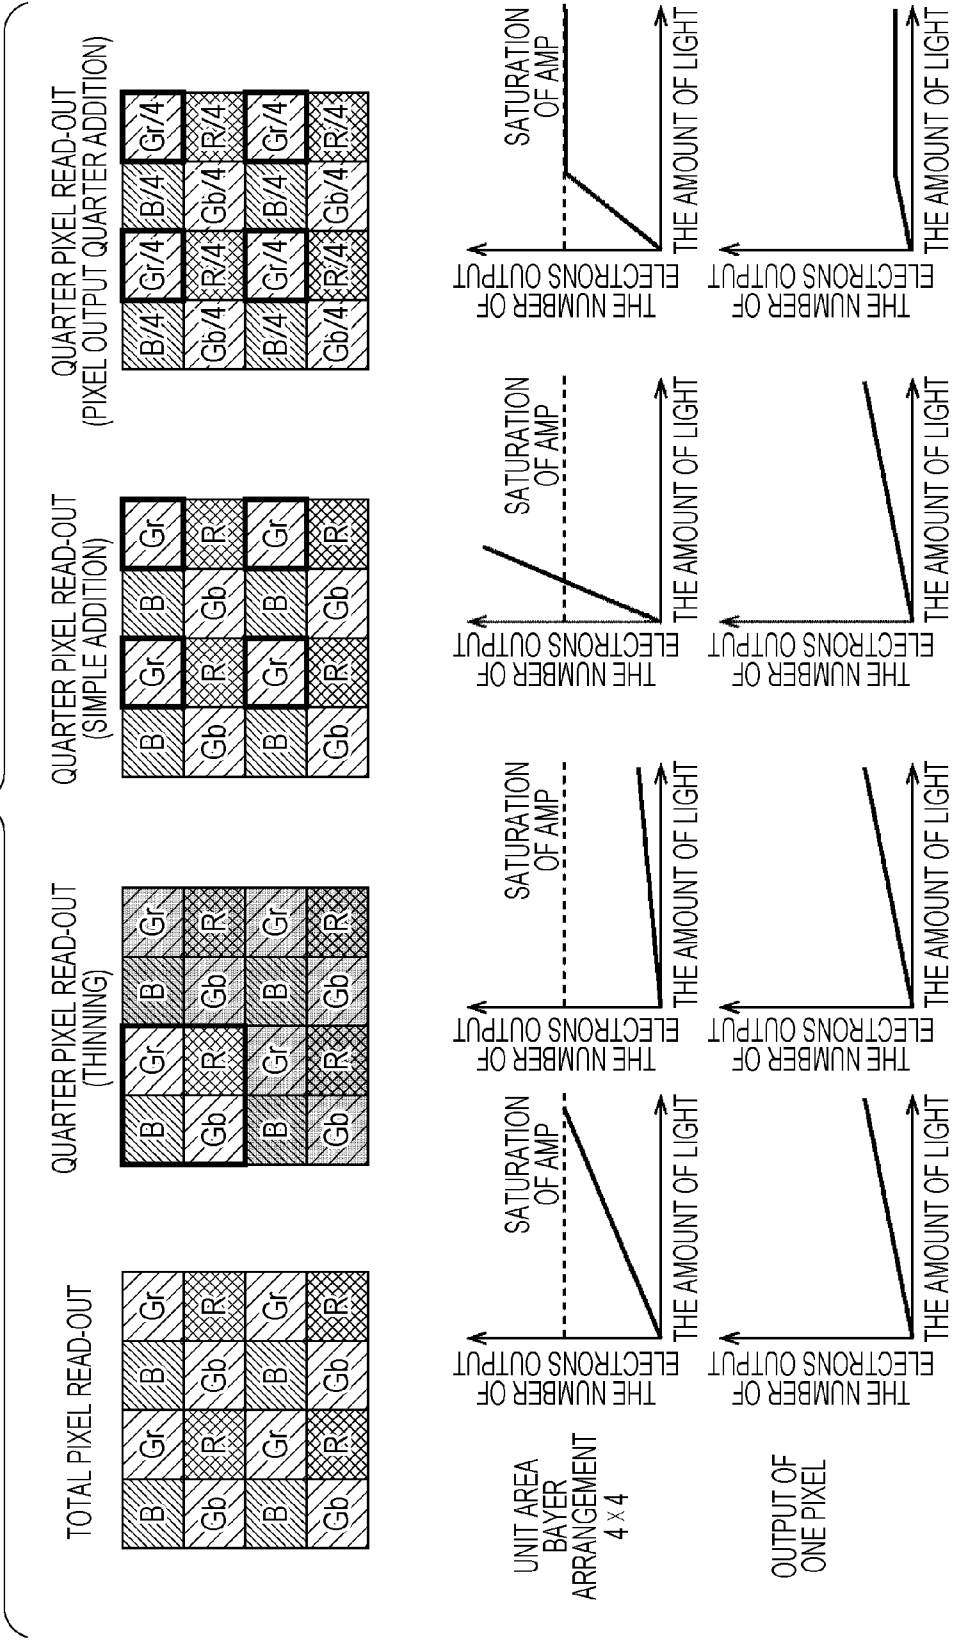 TOTAL PIXEL READ-OUT
B Gr B Gr
Gb R Gb R
B Gr B Gr
Gb R Gb R
QUARTER PIXEL READ-OUT
(THINNING)
B Gr B Gr
Gb R Gb R
B Gr B Gr
Gb R Gb R
QUARTER PIXEL READ-OUT
(SIMPLE ADDITION)
B Gr B Gr
Gb R Gb R
B Gr B Gr
Gb R Gb R
QUARTER PIXEL READ-OUT
(PIXEL OUTPUT QUARTER ADDITION)
B/4 Gr/4 B/4 Gr/4
Gb/4 R/4 Gb/4 R/4
B/4 Gr/4 B/4 Gr/4
Gb/4 R/4 Gb/4 R/4
UNIT AREA
BAYER
ARRANGEMENT
4 × 4
THE NUMBER OF
ELECTRONS OUTPUT
SATURATION
OF AMP
THE AMOUNT OF LIGHT
THE NUMBER OF
ELECTRONS OUTPUT
SATURATION
OF AMP
THE AMOUNT OF LIGHT
THE NUMBER OF
ELECTRONS OUTPUT
SATURATION
OF AMP
THE AMOUNT OF LIGHT
THE NUMBER OF
ELECTRONS OUTPUT
SATURATION
OF AMP
THE AMOUNT OF LIGHT
OUTPUT OF
ONE PIXEL
THE NUMBER OF
ELECTRONS OUTPUT
THE AMOUNT OF LIGHT
THE NUMBER OF
ELECTRONS OUTPUT
THE AMOUNT OF LIGHT
THE NUMBER OF
ELECTRONS OUTPUT
THE AMOUNT OF LIGHT
THE NUMBER OF
ELECTRONS OUTPUT
THE AMOUNT OF LIGHT